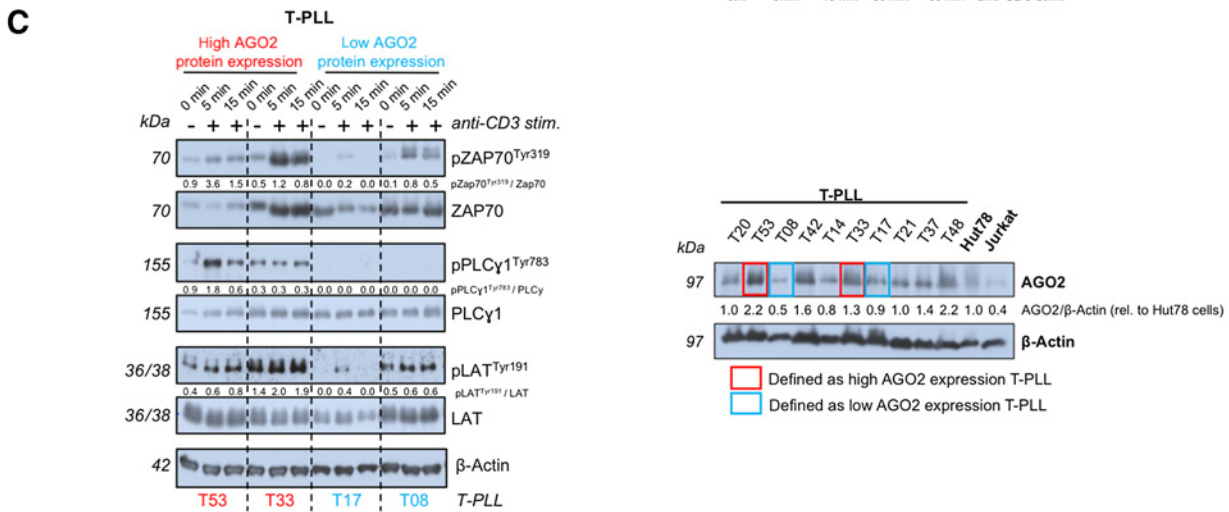 C
T-PLL
High AGO2
protein expression
Low AGO2
protein expression
0 min 5 min 15 min 0 min 5 min 15 min 0 min 5 min 15 min 0 min 5 min 15 min
kDa - + + - + + - + + - + + anti-CD3 stim.
70 pZAP70Tyr319
0.9 3.6 1.5 0.5 1.2 0.8 0.0 0.2 0.0 0.1 0.8 0.5 pZap70Tyr319 / Zap70
70 ZAP70
155 pPLCɣ1Tyr783
0.9 1.8 0.6 0.3 0.3 0.3 0.0 0.0 0.0 0.0 0.0 0.0 pPLCɣ1Tyr783 / PLCɣ
155 PLCɣ1
36/38 pLATTyr191
0.4 0.6 0.8 1.4 2.0 1.9 0.0 0.4 0.0 0.5 0.6 0.6 pLATTyr191 / LAT
36/38 LAT
42 β-Actin
T53 T33 T17 T08 T-PLL
T-PLL
kDa T20 T53 T08 T42 T14 T33 T17 T21 T37 T48 Hut78 Jurkat
97 AGO2
1.0 2.2 0.5 1.6 0.8 1.3 0.9 1.0 1.4 2.2 1.0 0.4 AGO2/β-Actin (rel. to Hut78 cells)
97 β-Actin
Defined as high AGO2 expression T-PLL
Defined as low AGO2 expression T-PLL